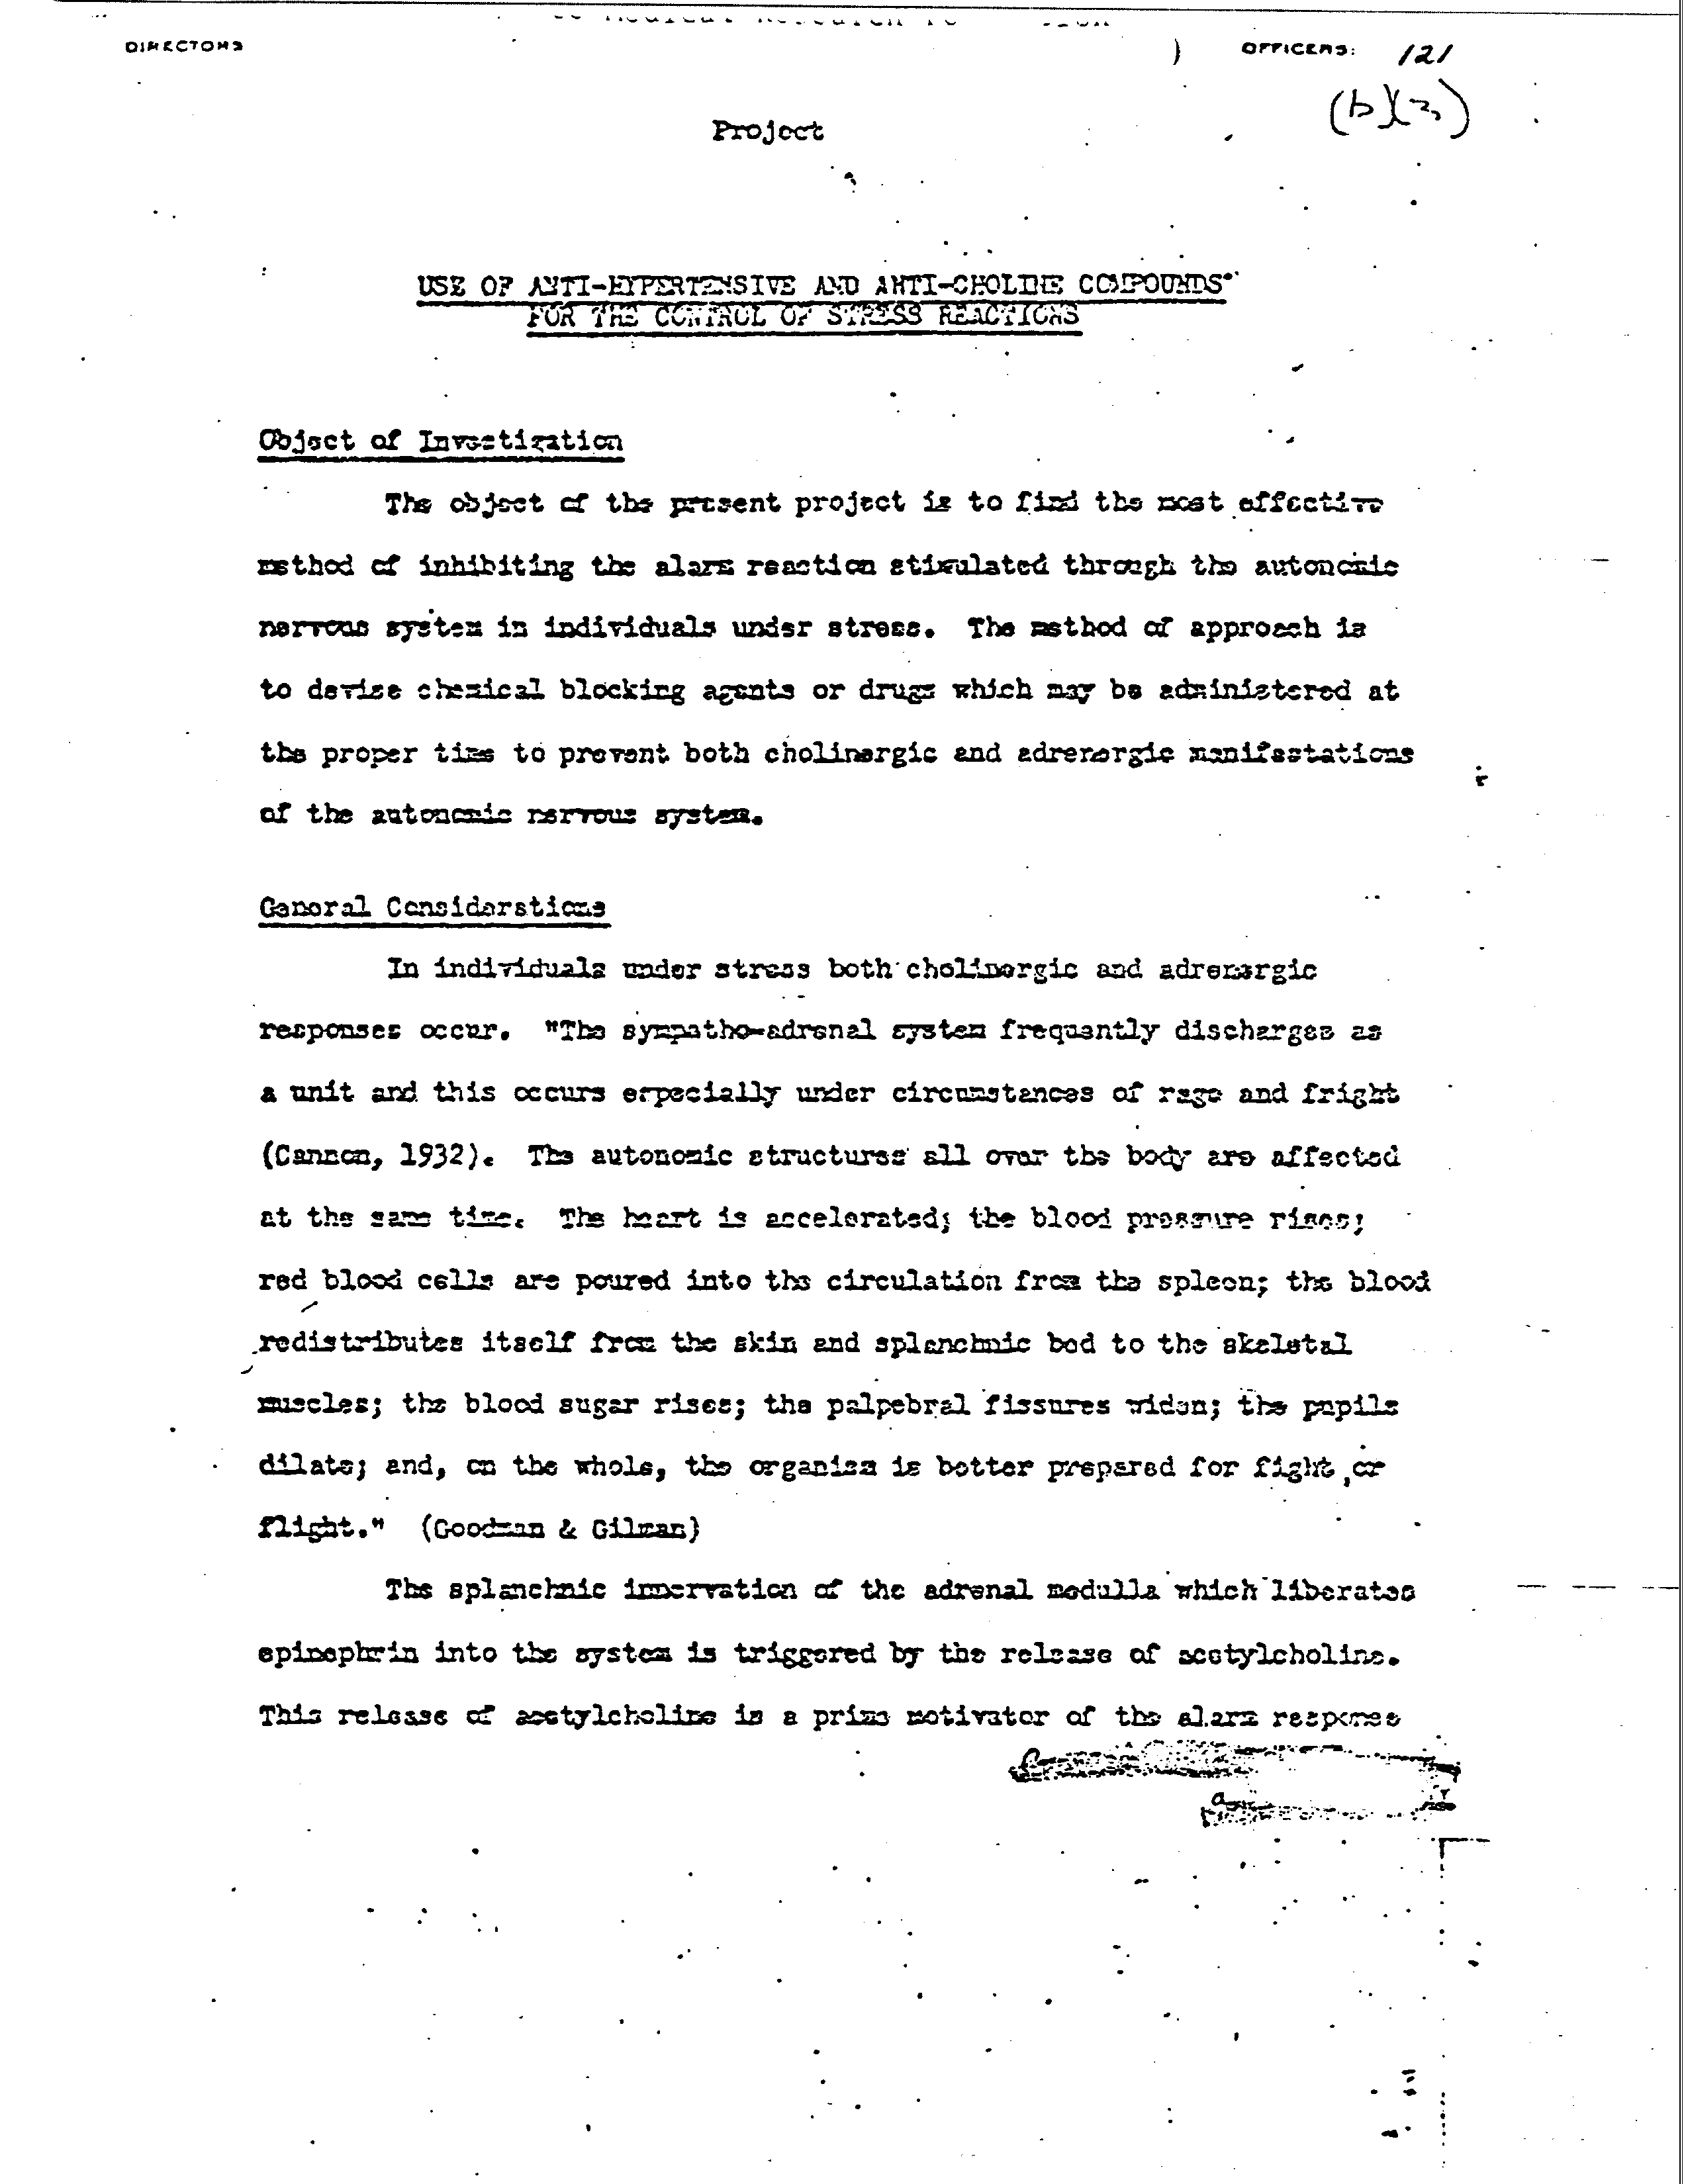 DIRECTORS
OFFICERS: 121
(b)(3)
Project
USE OF ANTI-HYPERTENSIVE AND ANTI-CHOLINE COMPOUNDS
FOR THE CONTROL OF STRESS REACTIONS
Object of Investigation
The object of the present project is to find the most effective
method of inhibiting the alarm reaction stimulated through the autonomic
nervous system in individuals under stress. The method of approach is
to devise chemical blocking agents or drugs which may be administered at
the proper time to prevent both cholinergic and adrenergic manifestations
of the autonomic nervous system.
General Considerations
In individuals under stress both cholinergic and adrenergic
responses occur. "The sympatho-adrenal system frequently discharges as
a unit and this occurs especially under circumstances of rage and fright
(Cannon, 1932). The autonomic structures all over the body are affected
at the same time. The heart is accelerated; the blood pressure rises;
red blood cells are poured into the circulation from the spleen; the blood
redistributes itself from the skin and splanchnic bed to the skeletal
muscles; the blood sugar rises; the palpebral fissures widen; the pupils
dilate; and, on the whole, the organism is better prepared for fight or
flight." (Goodman & Gilman)
The splanchnic innervation of the adrenal medulla which liberates
epinephrin into the system is triggered by the release of acetylcholine.
This release of acetylcholine is a prime motivator of the alarm response